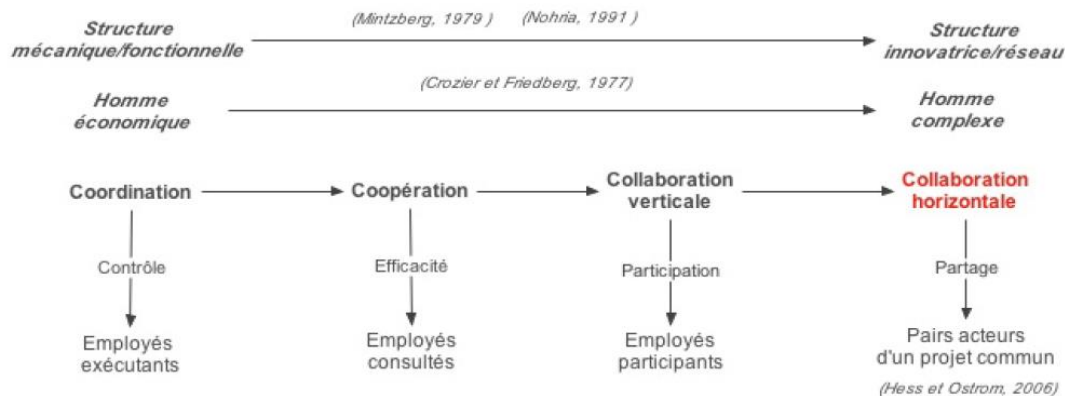 (Mintzberg, 1979 ) (Nohria, 1991 )
Structure
mécanique/fonctionnelle
Structure
innovatrice/réseau
(Crozier et Friedberg, 1977)
Homme
économique
Homme
complexe
Coordination
Coopération
Collaboration
verticale
Collaboration
horizontale
Contrôle
Efficacité
Participation
Partage
Employés
exécutants
Employés
consultés
Employés
participants
Pairs acteurs
d'un projet commun
(Hess et Ostrom, 2006)